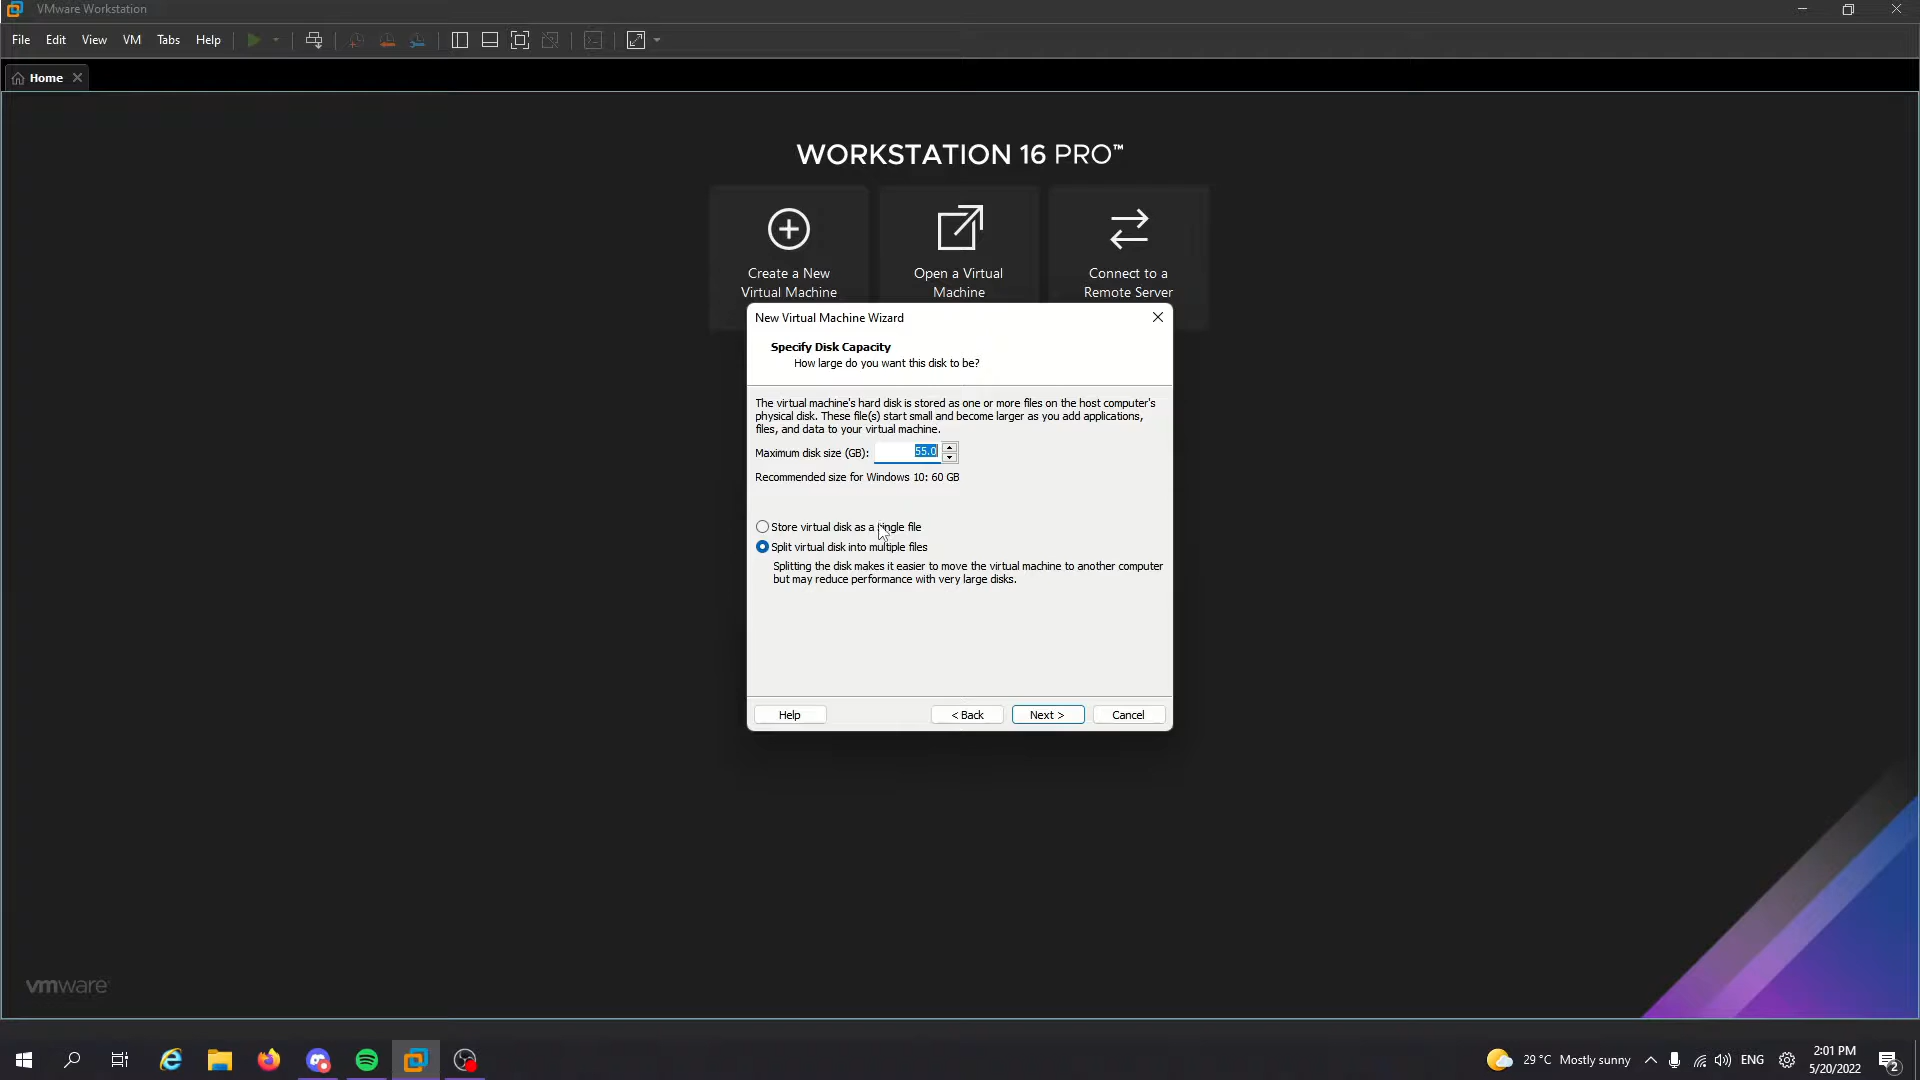 VMware Workstation
File Edit View VM Tabs Help
Home
WORKSTATION 16 PRO™
Create a New
Virtual Machine
Open a Virtual
Machine
Connect to a
Remote Server
New Virtual Machine Wizard
Specify Disk Capacity
How large do you want this disk to be?
The virtual machine's hard disk is stored as one or more files on the host computer's
physical disk. These file(s) start small and become larger as you add applications,
files, and data to your virtual machine.
Maximum disk size (GB): 55.0
Recommended size for Windows 10: 60 GB
Store virtual disk as a single file
Split virtual disk into multiple files
Splitting the disk makes it easier to move the virtual machine to another computer
but may reduce performance with very large disks.
Help < Back Next > Cancel
vmware
29°C Mostly sunny ENG 2:01 PM
5/20/2022 2